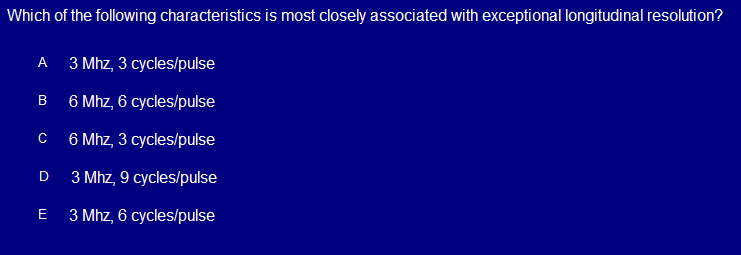 Which of the following characteristics is most closely associated with exceptional longitudinal resolution?
A 3 Mhz, 3 cycles/pulse
B 6 Mhz, 6 cycles/pulse
C 6 Mhz, 3 cycles/pulse
D 3 Mhz, 9 cycles/pulse
E 3 Mhz, 6 cycles/pulse